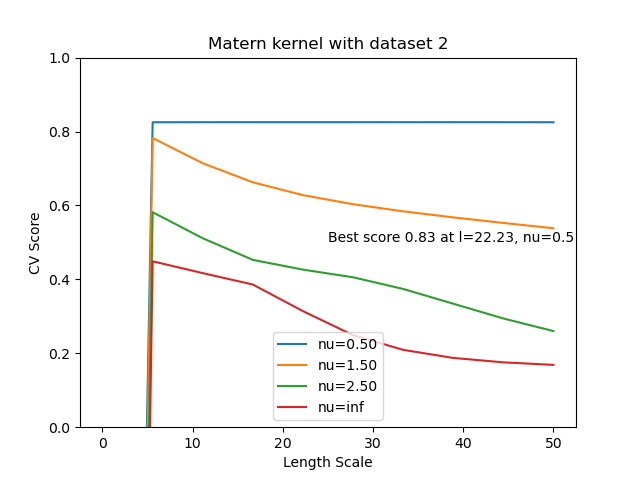 Matern kernel with dataset 2
CV Score
1.0
0.8
0.6
0.4
0.2
0.0
Best score 0.83 at l=22.23, nu=0.5
nu=0.50
nu=1.50
nu=2.50
nu=inf
0 10 20 30 40 50
Length Scale